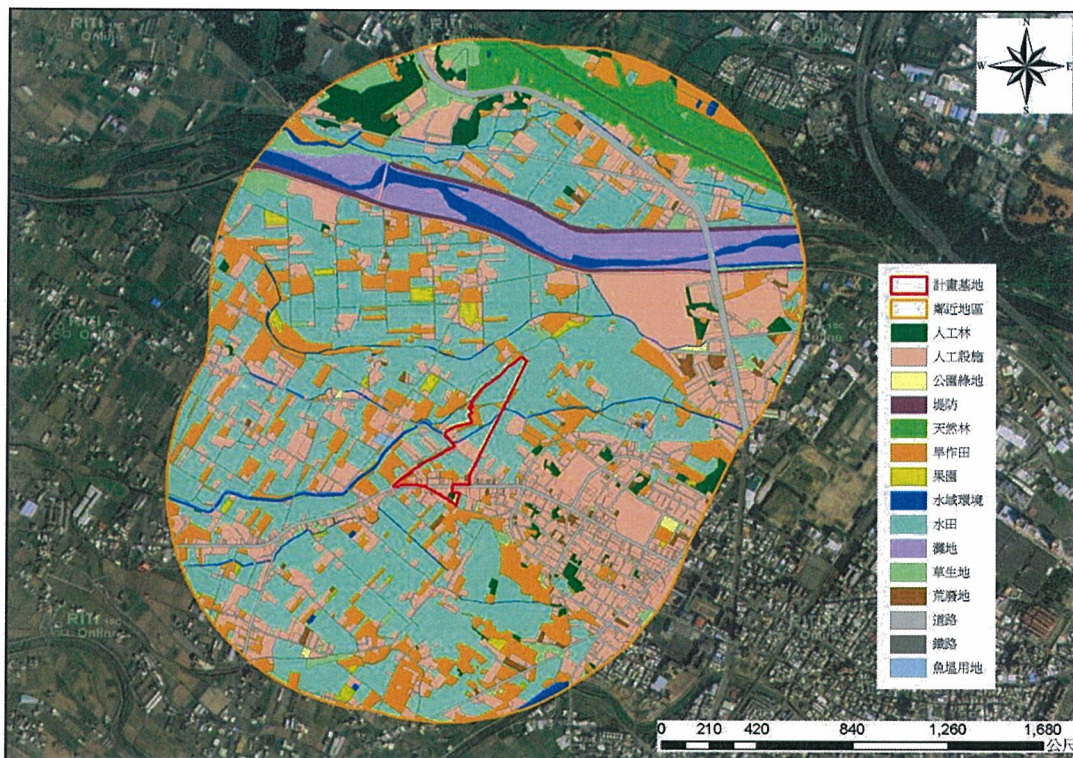 RiTi
Online
N
W
E
S
計畫基地
鄰近地區
人工林
人工設施
公園綠地
堤防
天然林
旱作田
果園
水域環境
水田
灘地
草生地
荒廢地
道路
鐵路
魚塭用地
0 210 420 840 1,260 1,680
公尺